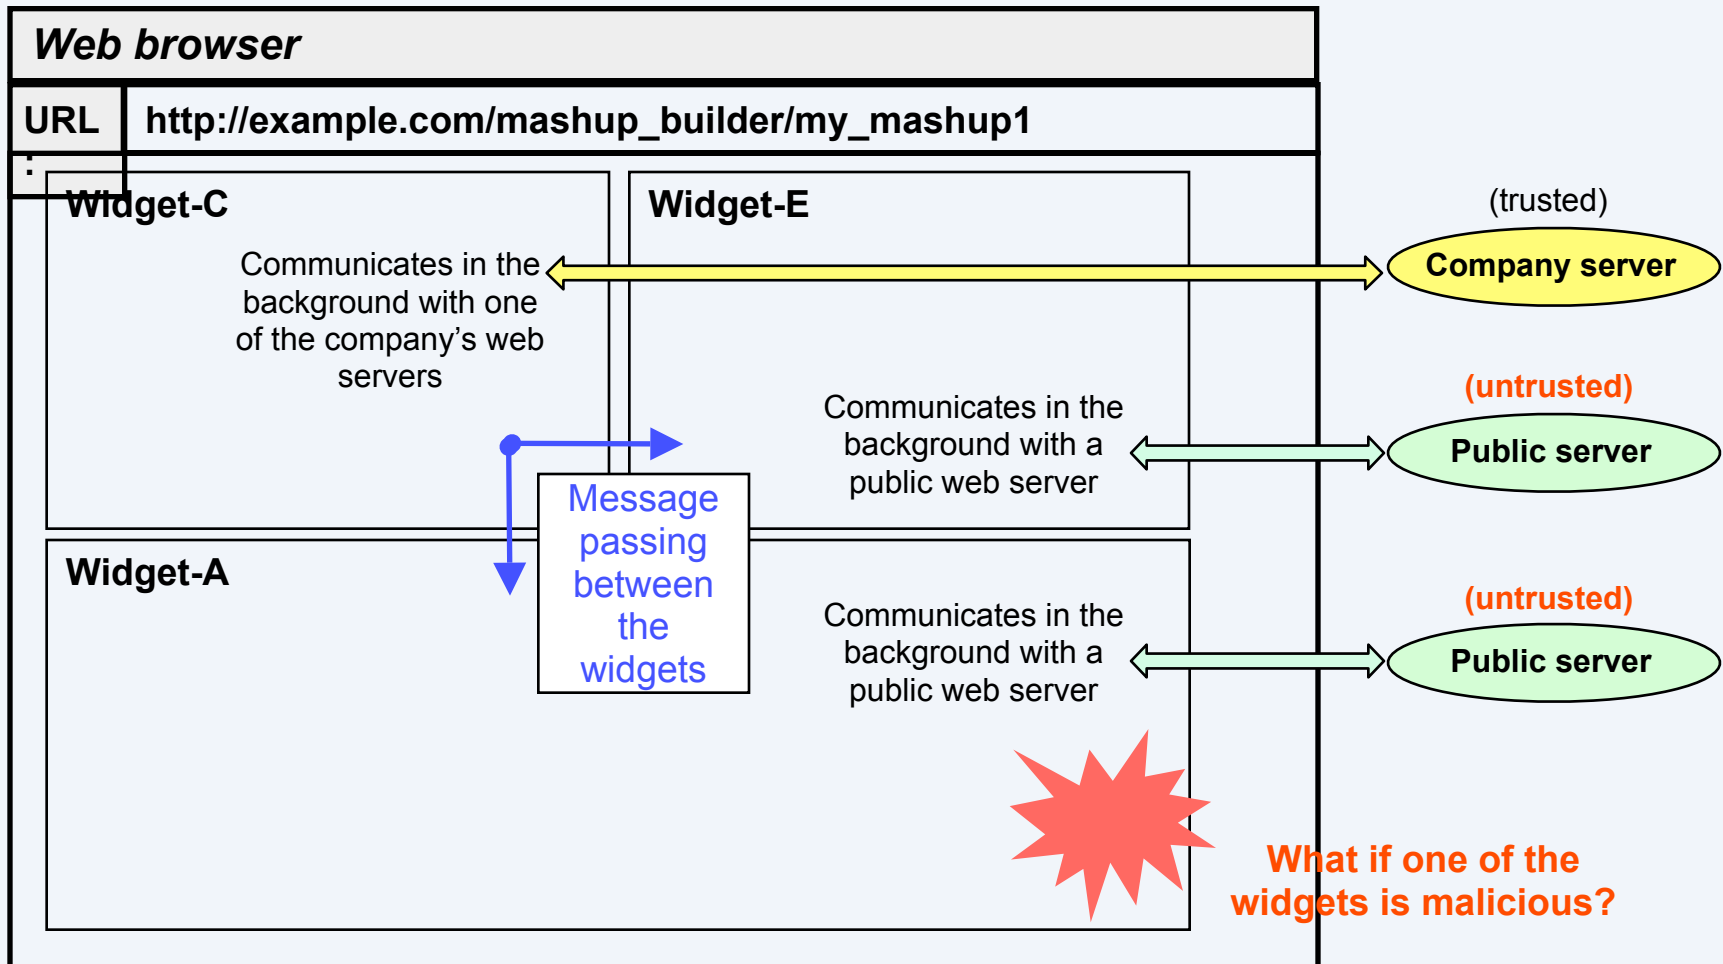 Web browser
URL
:
http://example.com/mashup_builder/my_mashup1
Widget-C
Communicates in the
background with one
of the company’s web
servers
Widget-E
Communicates in the
background with a
public web server
(trusted)
Company server
(untrusted)
Public server
Message
passing
between
the
widgets
Widget-A
Communicates in the
background with a
public web server
(untrusted)
Public server
What if one of the
widgets is malicious?